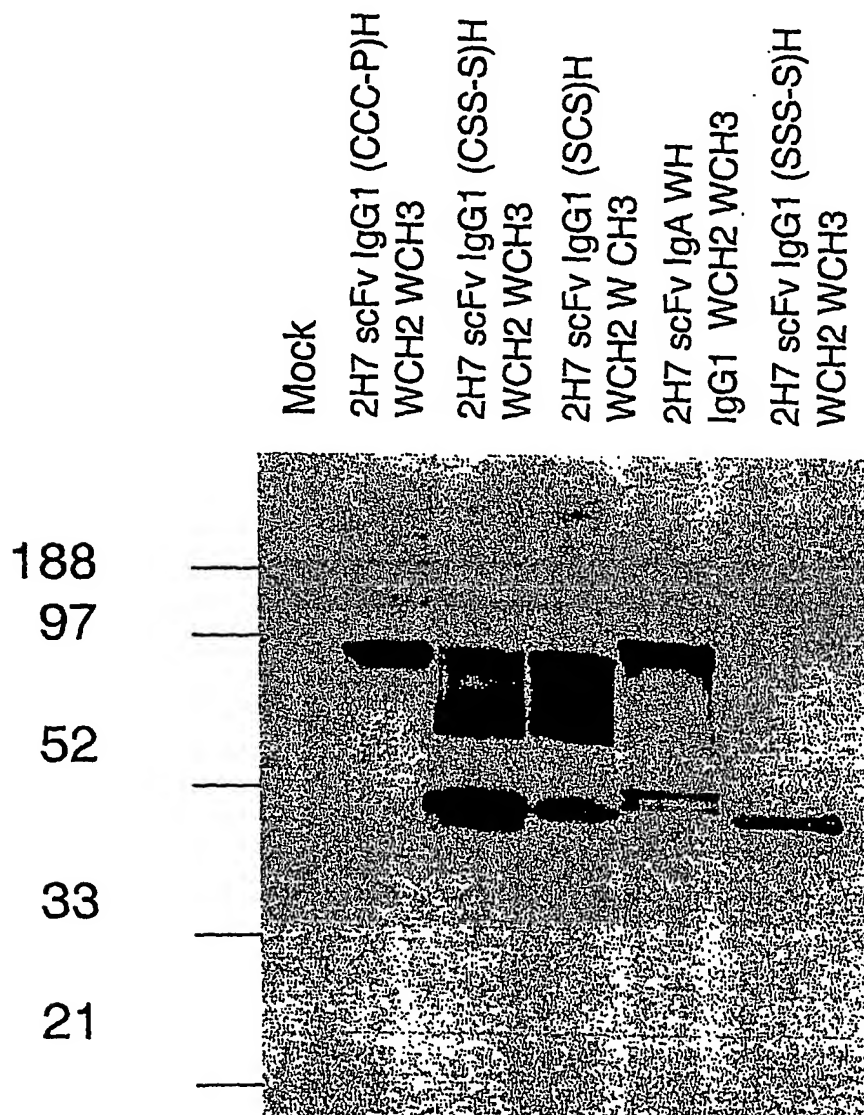 Mock
2H7 scFv IgG1 (CCC-P)H
WCH2 WCH3
2H7 scFv IgG1 (CSS-S)H
WCH2 WCH3
2H7 scFv IgG1 (SCS)H
WCH2 W CH3
2H7 scFv IgA WH
IgG1 WCH2 WCH3
2H7 scFv IgG1 (SSS-S)H
WCH2 WCH3
188
97
52
33
21